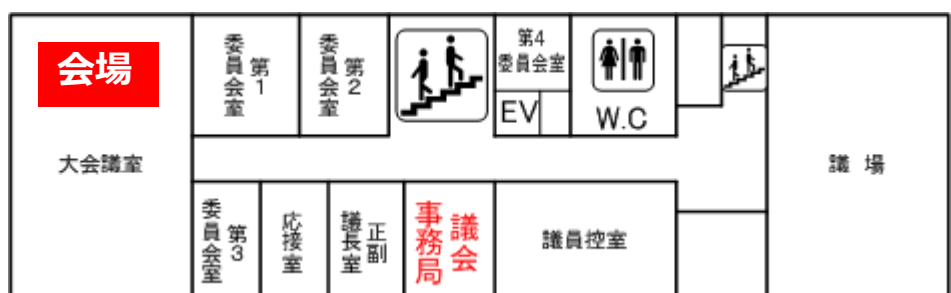 会場
大会議室
第1
委員会室
第2
委員会室
第4
委員会室
EV
W.C
議 場
第3
委員会室
応接室
正副
議長室
議会
事務局
議員控室